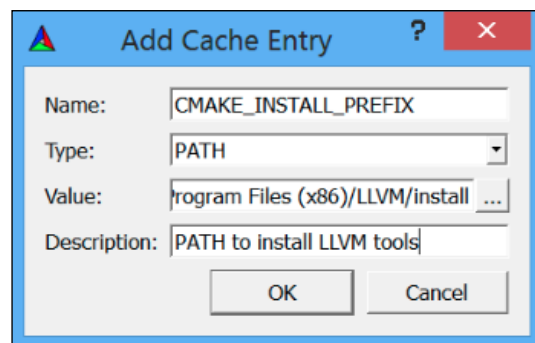 Add Cache Entry ? ×
Name: CMAKE_INSTALL_PREFIX
Type: PATH
Value: Program Files (x86)/LLVM/install ...
Description: PATH to install LLVM tools
OK Cancel